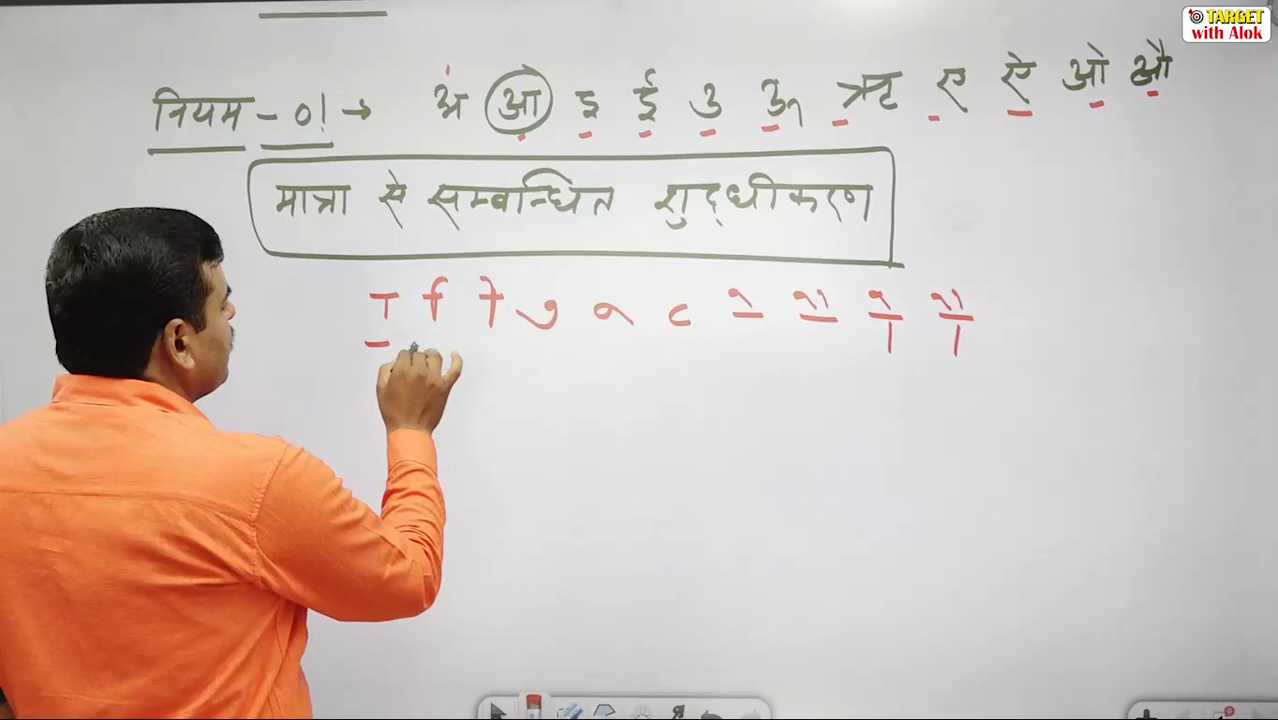 TARGET
with Alok
नियम - 01 → अ आ इ ई उ ऊ ऋ ए ऐ ओ औ
मात्रा से सम्बन्धित शुद्धीकरण
ा ि ी ु ू ृ े ै ो ौ